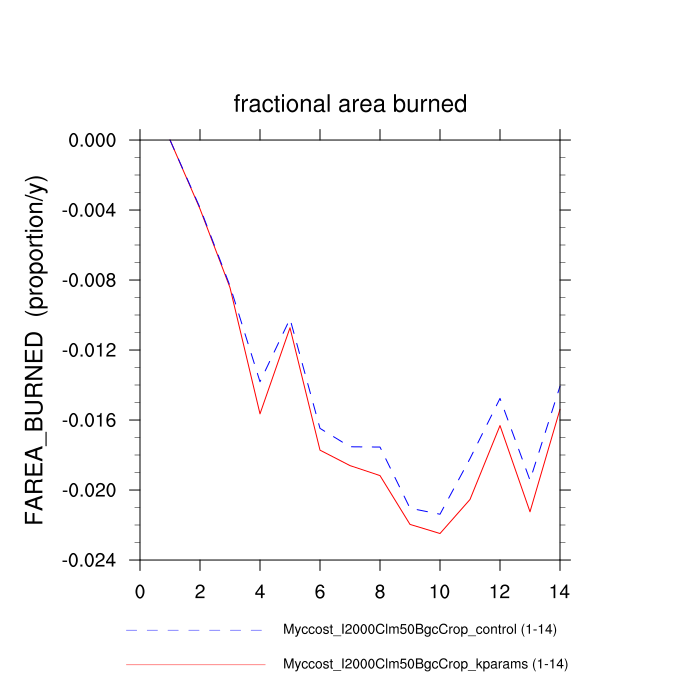 fractional area burned
FAREA_BURNED (proportion/y)
0.000
-0.004
-0.008
-0.012
-0.016
-0.020
-0.024
0 2 4 6 8 10 12 14
Myccost_I2000Clm50BgcCrop_control (1-14)
Myccost_I2000Clm50BgcCrop_kparams (1-14)